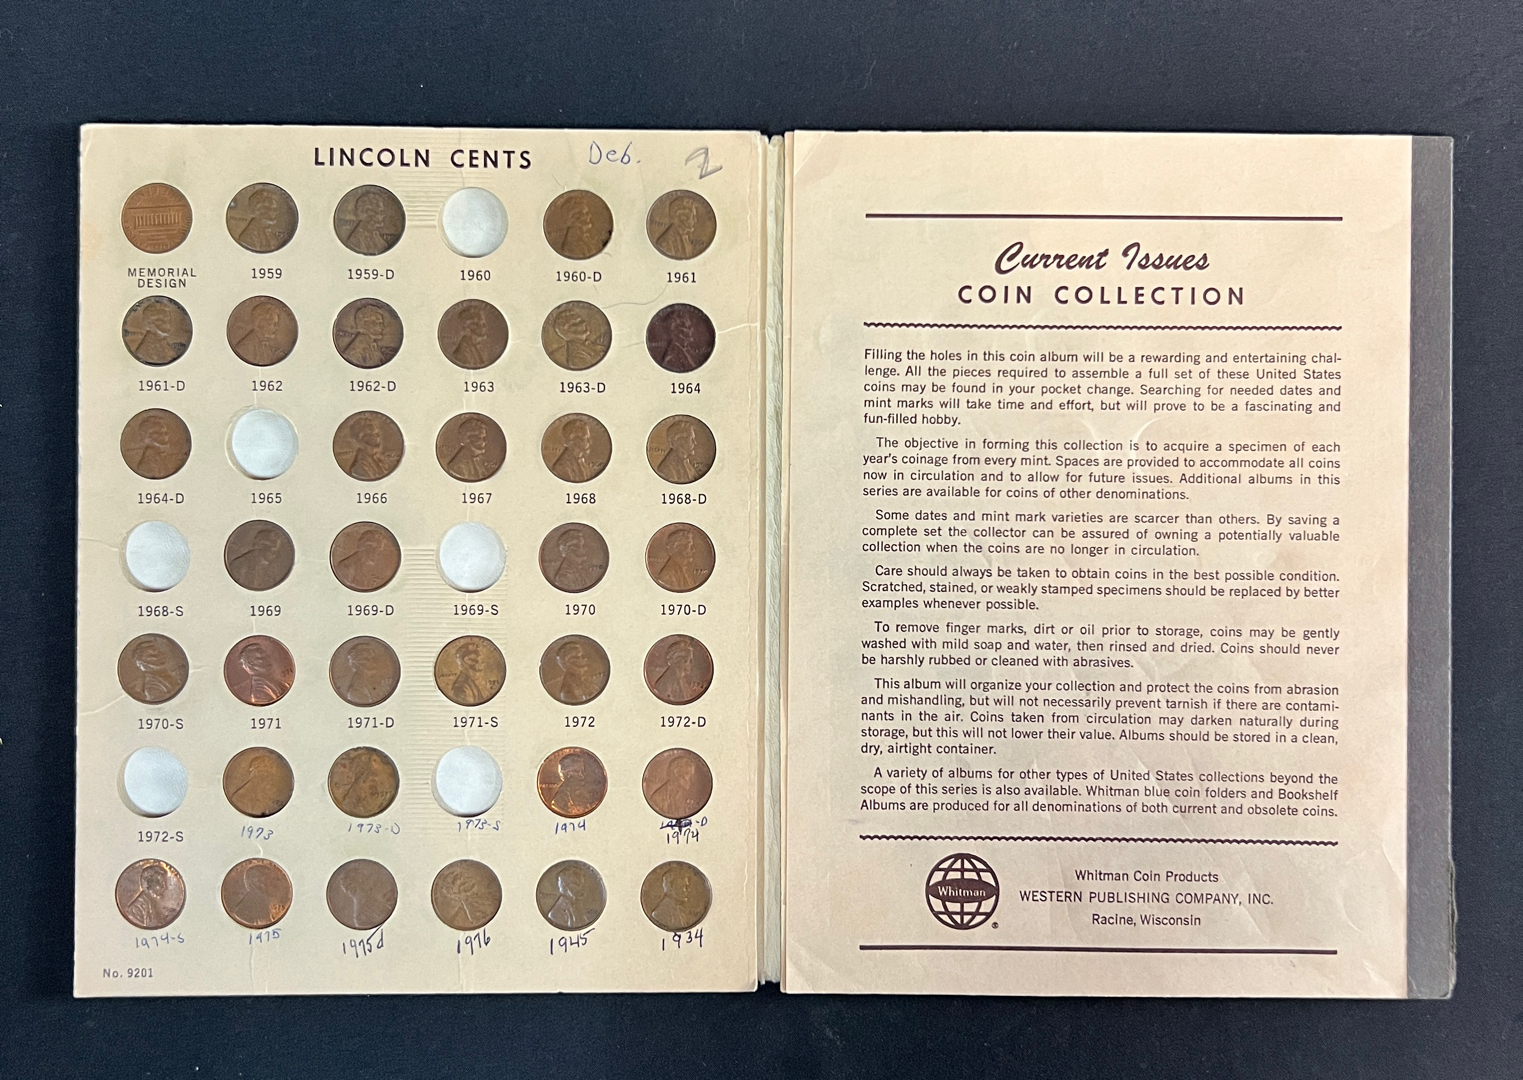 LINCOLN CENTS Deb. 2
MEMORIAL
DESIGN
1959
1959-D
1960
1960-D
1961
1961-D
1962
1962-D
1963
1963-D
1964
1964-D
1965
1966
1967
1968
1968-D
1968-S
1969
1969-D
1969-S
1970
1970-D
1970-S
1971
1971-D
1971-S
1972
1972-D
1972-S
1973
1973-D
1973-S
1974
1974
1974-S
1975
1975d
1976
1945
1934
No. 9201
Current Issues
COIN COLLECTION
Filling the holes in this coin album will be a rewarding and entertaining chal-
lenge. All the pieces required to assemble a full set of these United States
coins may be found in your pocket change. Searching for needed dates and
mint marks will take time and effort, but will prove to be a fascinating and
fun-filled hobby.
The objective in forming this collection is to acquire a specimen of each
year's coinage from every mint. Spaces are provided to accommodate all coins
now in circulation and to allow for future issues. Additional albums in this
series are available for coins of other denominations.
Some dates and mint mark varieties are scarcer than others. By saving a
complete set the collector can be assured of owning a potentially valuable
collection when the coins are no longer in circulation.
Care should always be taken to obtain coins in the best possible condition.
Scratched, stained, or weakly stamped specimens should be replaced by better
examples whenever possible.
To remove finger marks, dirt or oil prior to storage, coins may be gently
washed with mild soap and water, then rinsed and dried. Coins should never
be harshly rubbed or cleaned with abrasives.
This album will organize your collection and protect the coins from abrasion
and mishandling, but will not necessarily prevent tarnish if there are contami-
nants in the air. Coins taken from circulation may darken naturally during
storage, but this will not lower their value. Albums should be stored in a clean,
dry, airtight container.
A variety of albums for other types of United States collections beyond the
scope of this series is also available. Whitman blue coin folders and Bookshelf
Albums are produced for all denominations of both current and obsolete coins.
Whitman
®
Whitman Coin Products
WESTERN PUBLISHING COMPANY, INC.
Racine, Wisconsin